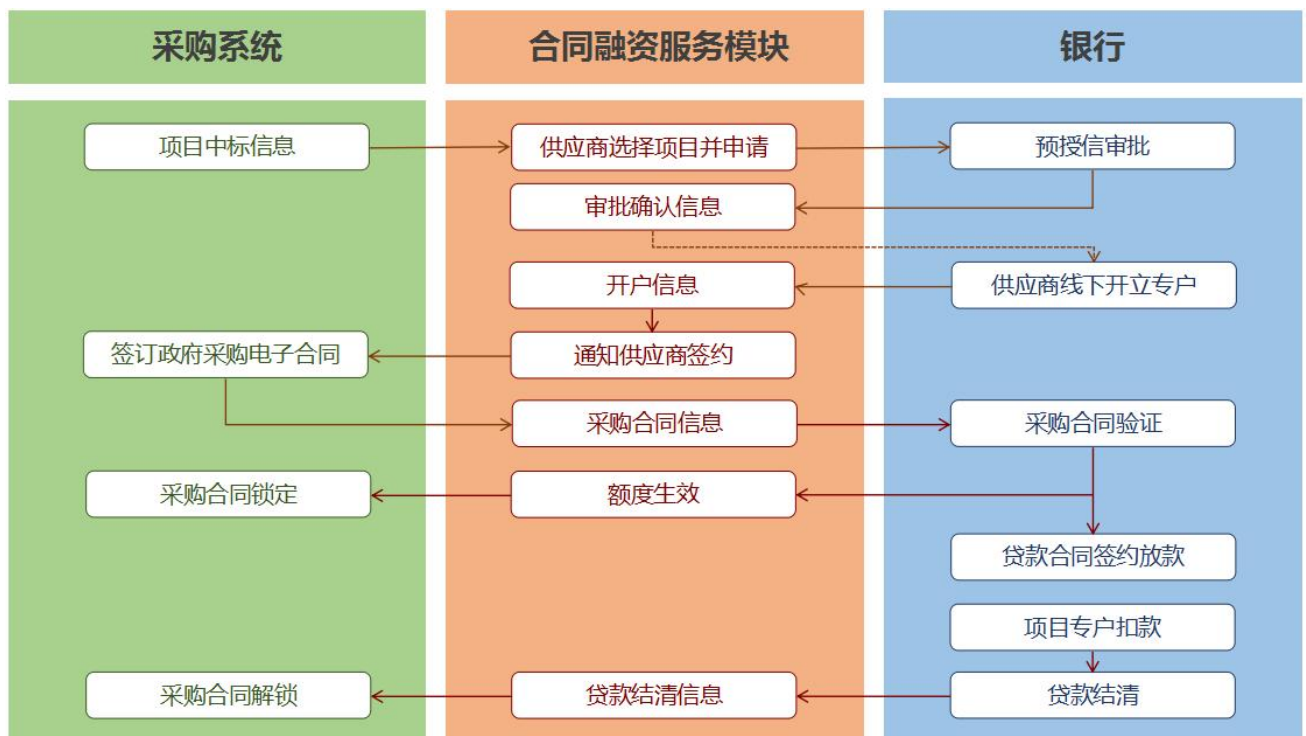 采购系统
合同融资服务模块
银行
项目中标信息
供应商选择项目并申请
预授信审批
审批确认信息
开户信息
供应商线下开立专户
签订政府采购电子合同
通知供应商签约
采购合同信息
采购合同验证
采购合同锁定
额度生效
贷款合同签约放款
项目专户扣款
采购合同解锁
贷款结清信息
贷款结清